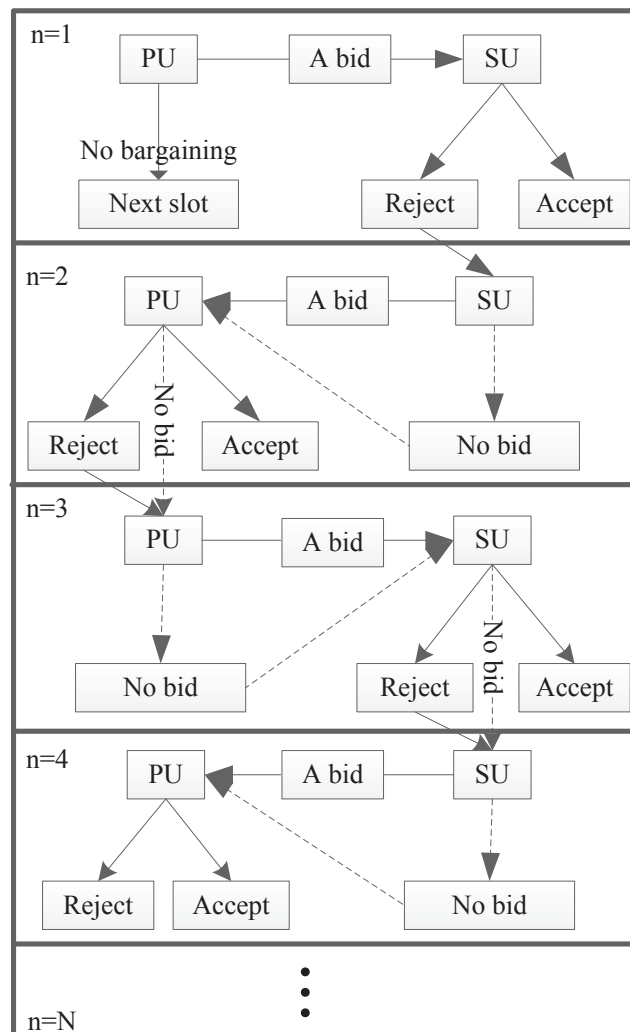 n=1
PU
A bid
SU
No bargaining
Next slot
Reject
Accept
n=2
PU
A bid
SU
No bid
Reject
Accept
No bid
n=3
PU
A bid
SU
No bid
No bid
Reject
Accept
n=4
PU
A bid
SU
Reject
Accept
No bid
n=N